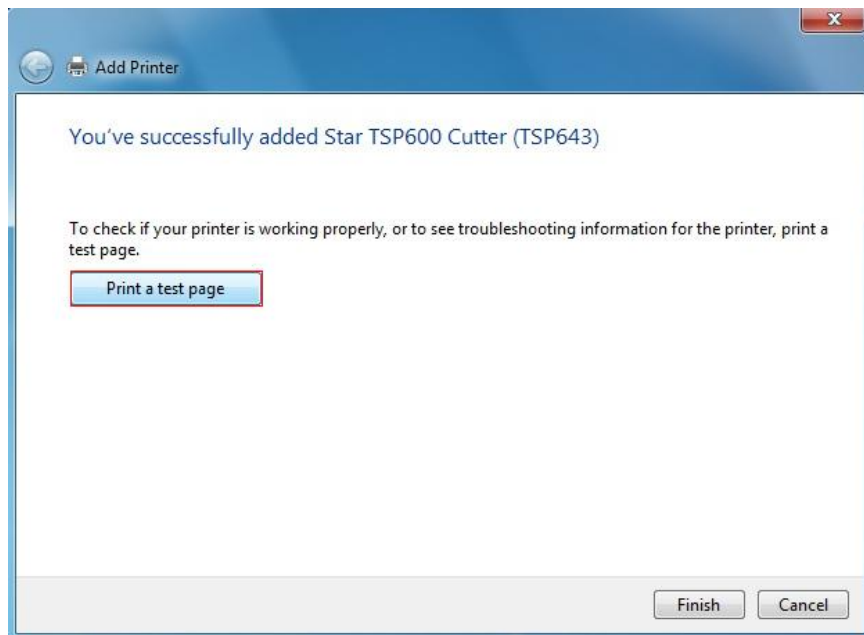 Add Printer
You've successfully added Star TSP600 Cutter (TSP643)
To check if your printer is working properly, or to see troubleshooting information for the printer, print a
test page.
Print a test page
Finish Cancel